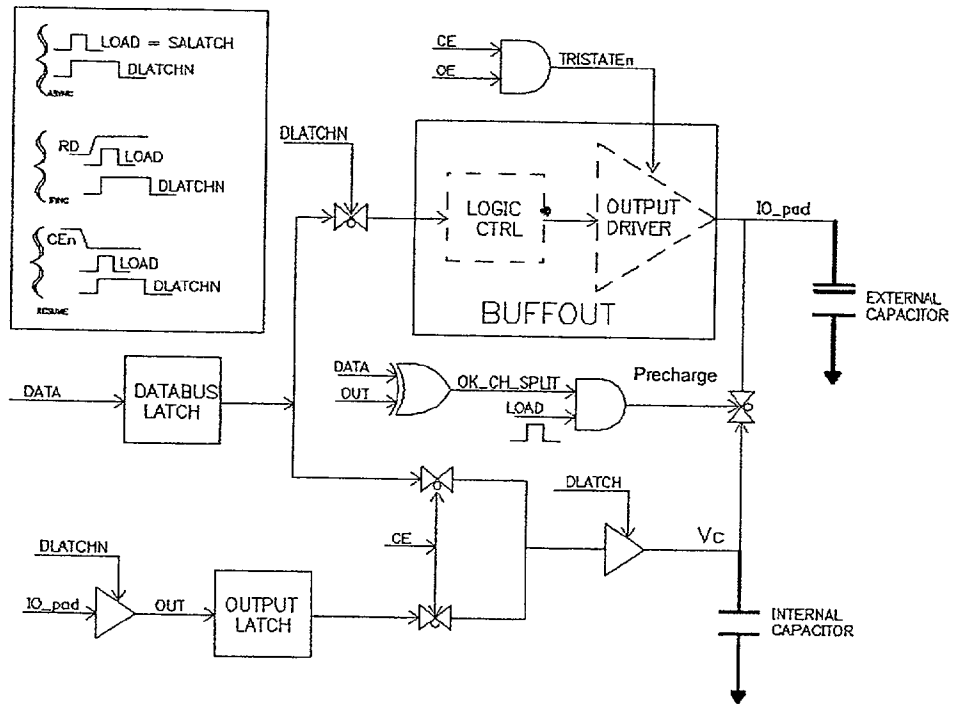 LOAD = SALATCH
DLATCHN
ASYNC
RD
LOAD
DLATCHN
SYNC
CEn
LOAD
DLATCHN
RESUME
CE
OE
TRISTATEn
DLATCHN
LOGIC
CTRL
OUTPUT
DRIVER
BUFFOUT
IO_pad
EXTERNAL
CAPACITOR
DATA
DATABUS
LATCH
DATA
OUT
OK_CH_SPLIT
LOAD
Precharge
DLATCH
CE
Vc
DLATCHN
IO_pad
OUT
OUTPUT
LATCH
INTERNAL
CAPACITOR